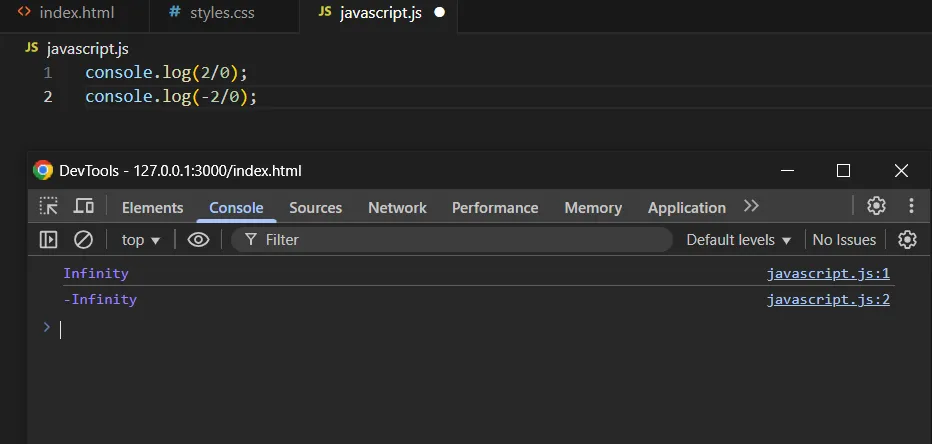 <> index.html # styles.css JS javascript.js
JS javascript.js
1 console.log(2/0);
2 console.log(-2/0);
DevTools - 127.0.0.1:3000/index.html
Elements Console Sources Network Performance Memory Application >>
top Filter Default levels No Issues
Infinity javascript.js:1
-Infinity javascript.js:2
>